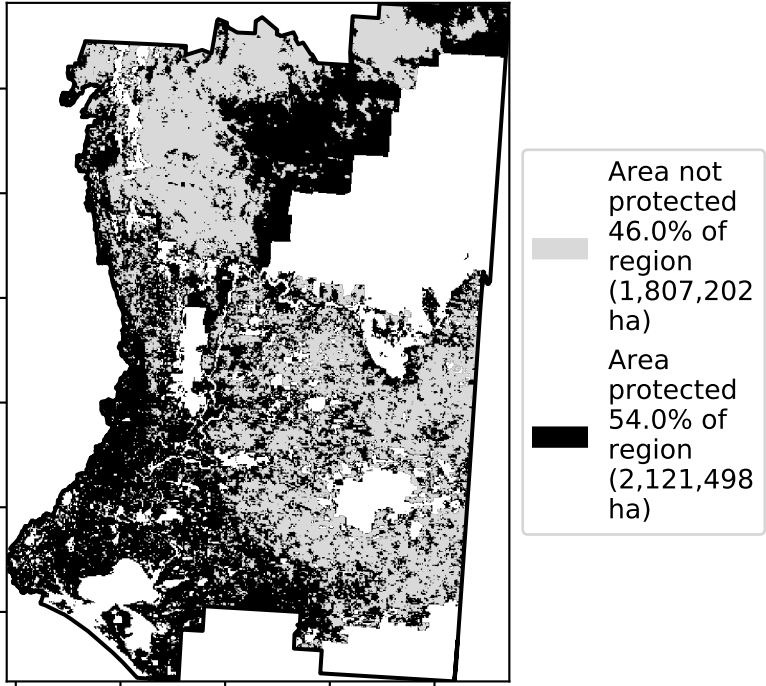 Area not
protected
46.0% of
region
(1,807,202
ha)
Area
protected
54.0% of
region
(2,121,498
ha)